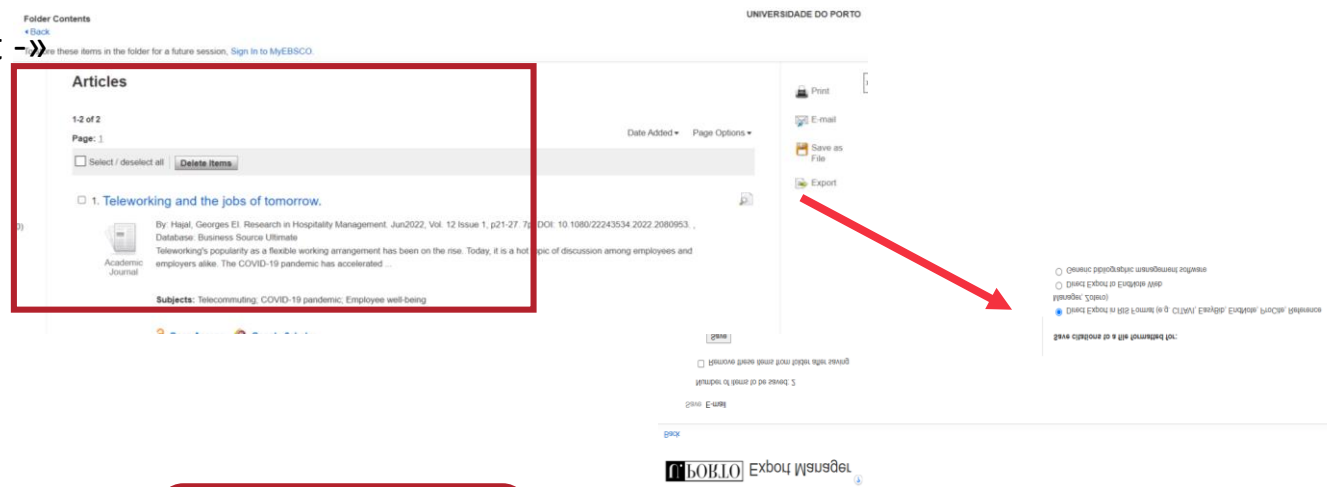 Folder Contents
UNIVERSIDADE DO PORTO
Back
these items in the folder for a future session, Sign In to MyEBSCO.
-»
Articles
1-2 of 2
Page: 1
Date Added Page Options
Select / deselect all Delete Items
Print
E-mail
Save as
File
Export
1. Teleworking and the jobs of tomorrow.
By: Hajal, Georges El. Research in Hospitality Management. Jun2022, Vol. 12 Issue 1, p21-27. 7p. DOI: 10.1080/22243534.2022.2080953. ,
Database: Business Source Ultimate
Teleworking's popularity as a flexible working arrangement has been on the rise. Today, it is a hot topic of discussion among employees and
employers alike. The COVID-19 pandemic has accelerated ...
Academic
Journal
Subjects: Telecommuting; COVID-19 pandemic; Employee well-being
U.PORTO Export Manager
Back
Save E-mail
Number of items to be saved: 2
Remove these items from folder after saving
Save
Save citations to a file formatted for:
Direct Export in RIS Format (e.g. CITAVI, EasyBib, EndNote, ProCite, Reference
Manager, Zotero)
Direct Export to EndNote Web
Generic bibliographic management software